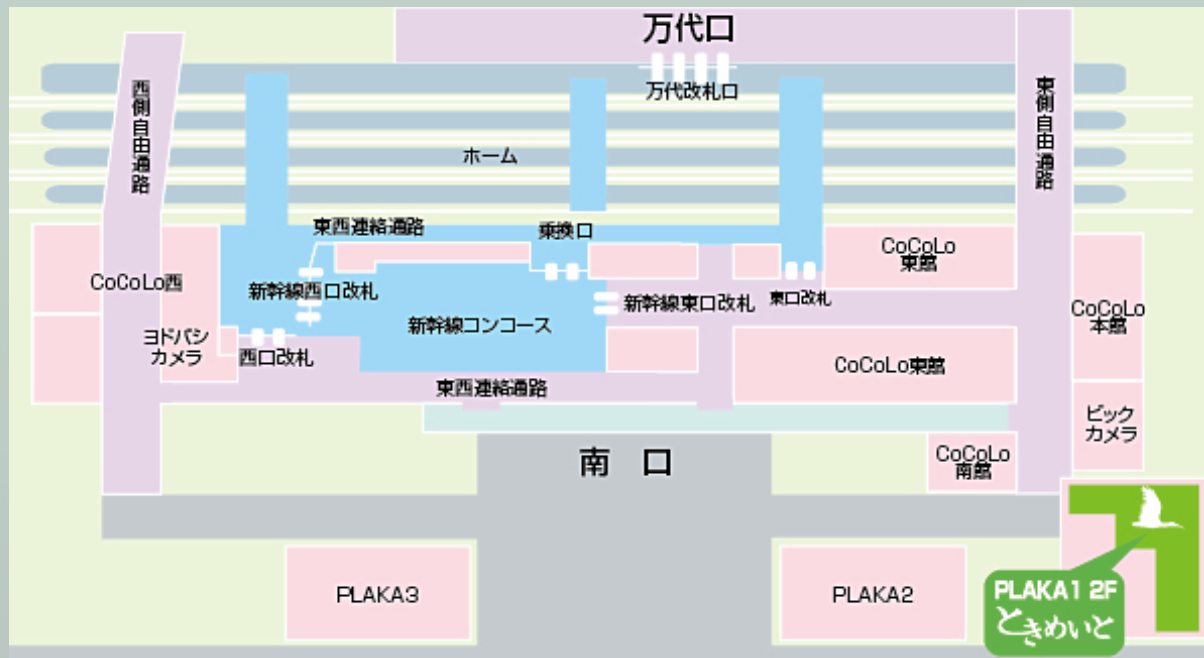 万代口
万代改札口
西側自由通路
東側自由通路
ホーム
東西連絡通路
乗換口
CoCoLo
東館
CoCoLo西
新幹線西口改札
新幹線東口改札
東口改札
新幹線コンコース
CoCoLo
本館
ヨドバシ
カメラ
西口改札
CoCoLo東館
東西連絡通路
ビック
カメラ
南 口
CoCoLo
南館
PLAKA3
PLAKA2
PLAKA1 2F
ときめいと